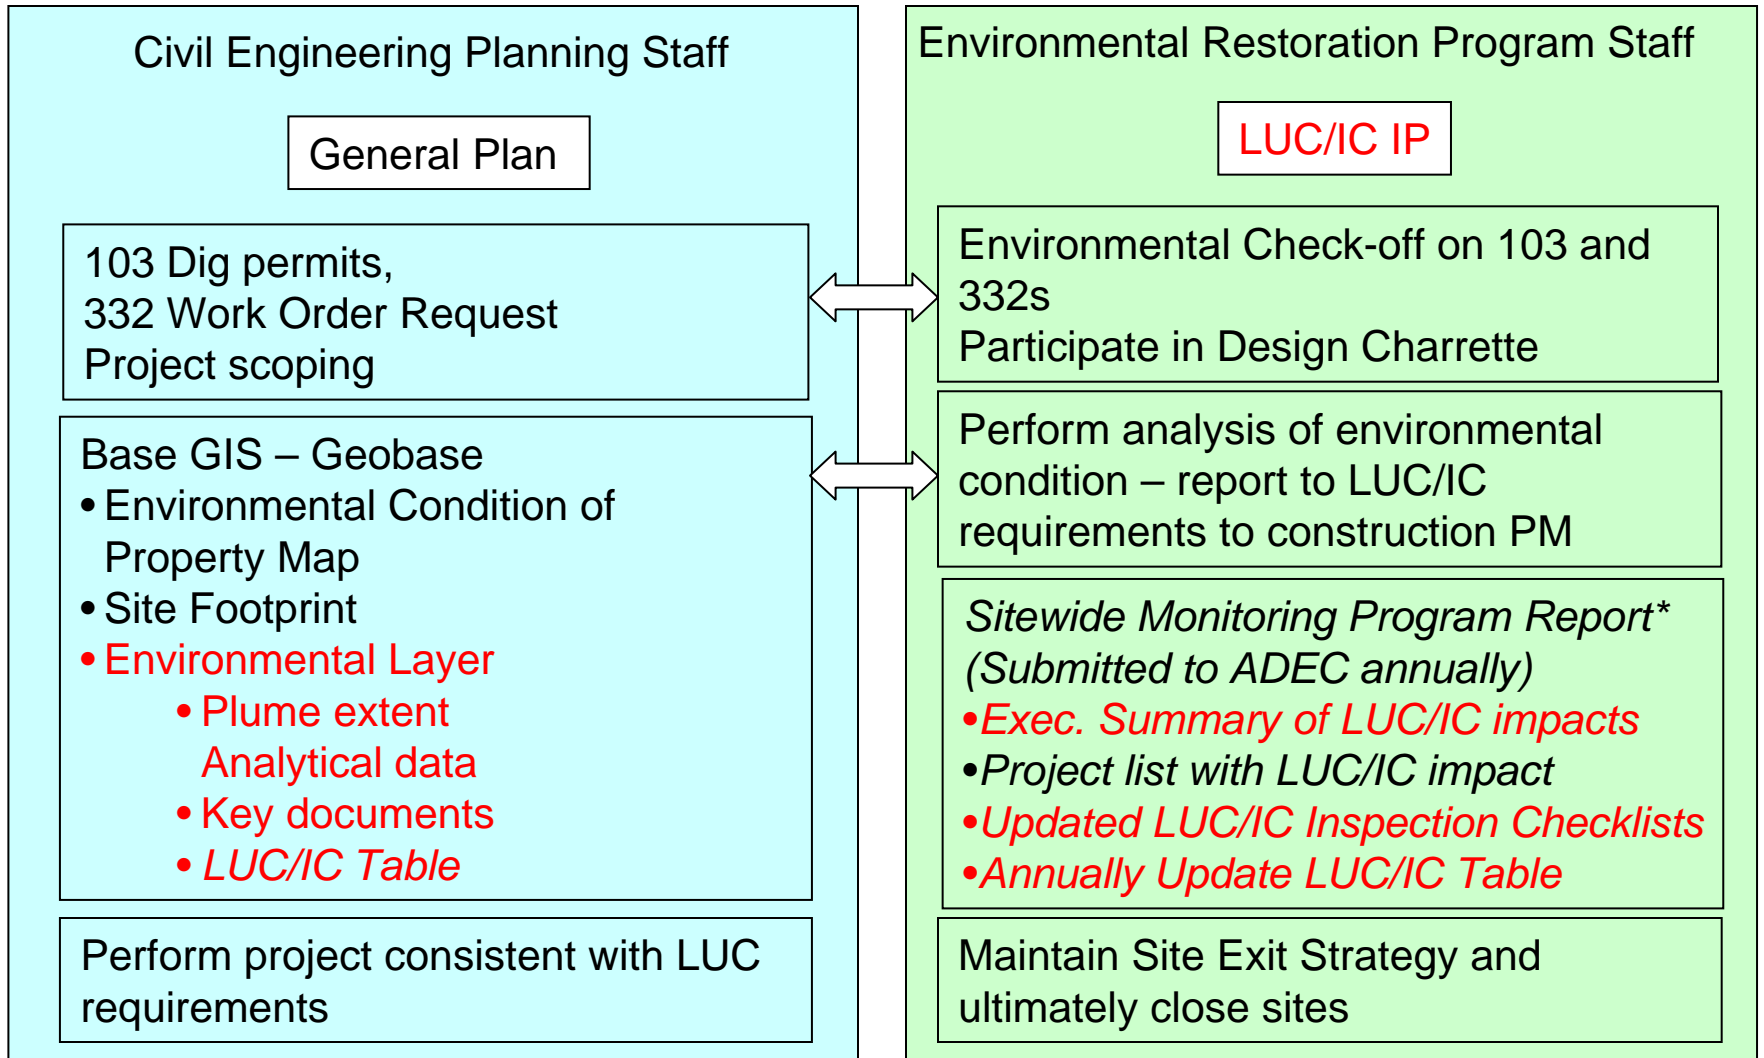 Civil Engineering Planning Staff
General Plan
103 Dig permits,
332 Work Order Request
Project scoping
Base GIS – Geobase
•Environmental Condition of
Property Map
•Site Footprint
•Environmental Layer
•Plume extent
Analytical data
•Key documents
•LUC/IC Table
Perform project consistent with LUC
requirements
Environmental Restoration Program Staff
LUC/IC IP
Environmental Check-off on 103 and
332s
Participate in Design Charrette
Perform analysis of environmental
condition – report to LUC/IC
requirements to construction PM
Sitewide Monitoring Program Report*
(Submitted to ADEC annually)
•Exec. Summary of LUC/IC impacts
•Project list with LUC/IC impact
•Updated LUC/IC Inspection Checklists
•Annually Update LUC/IC Table
Maintain Site Exit Strategy and
ultimately close sites